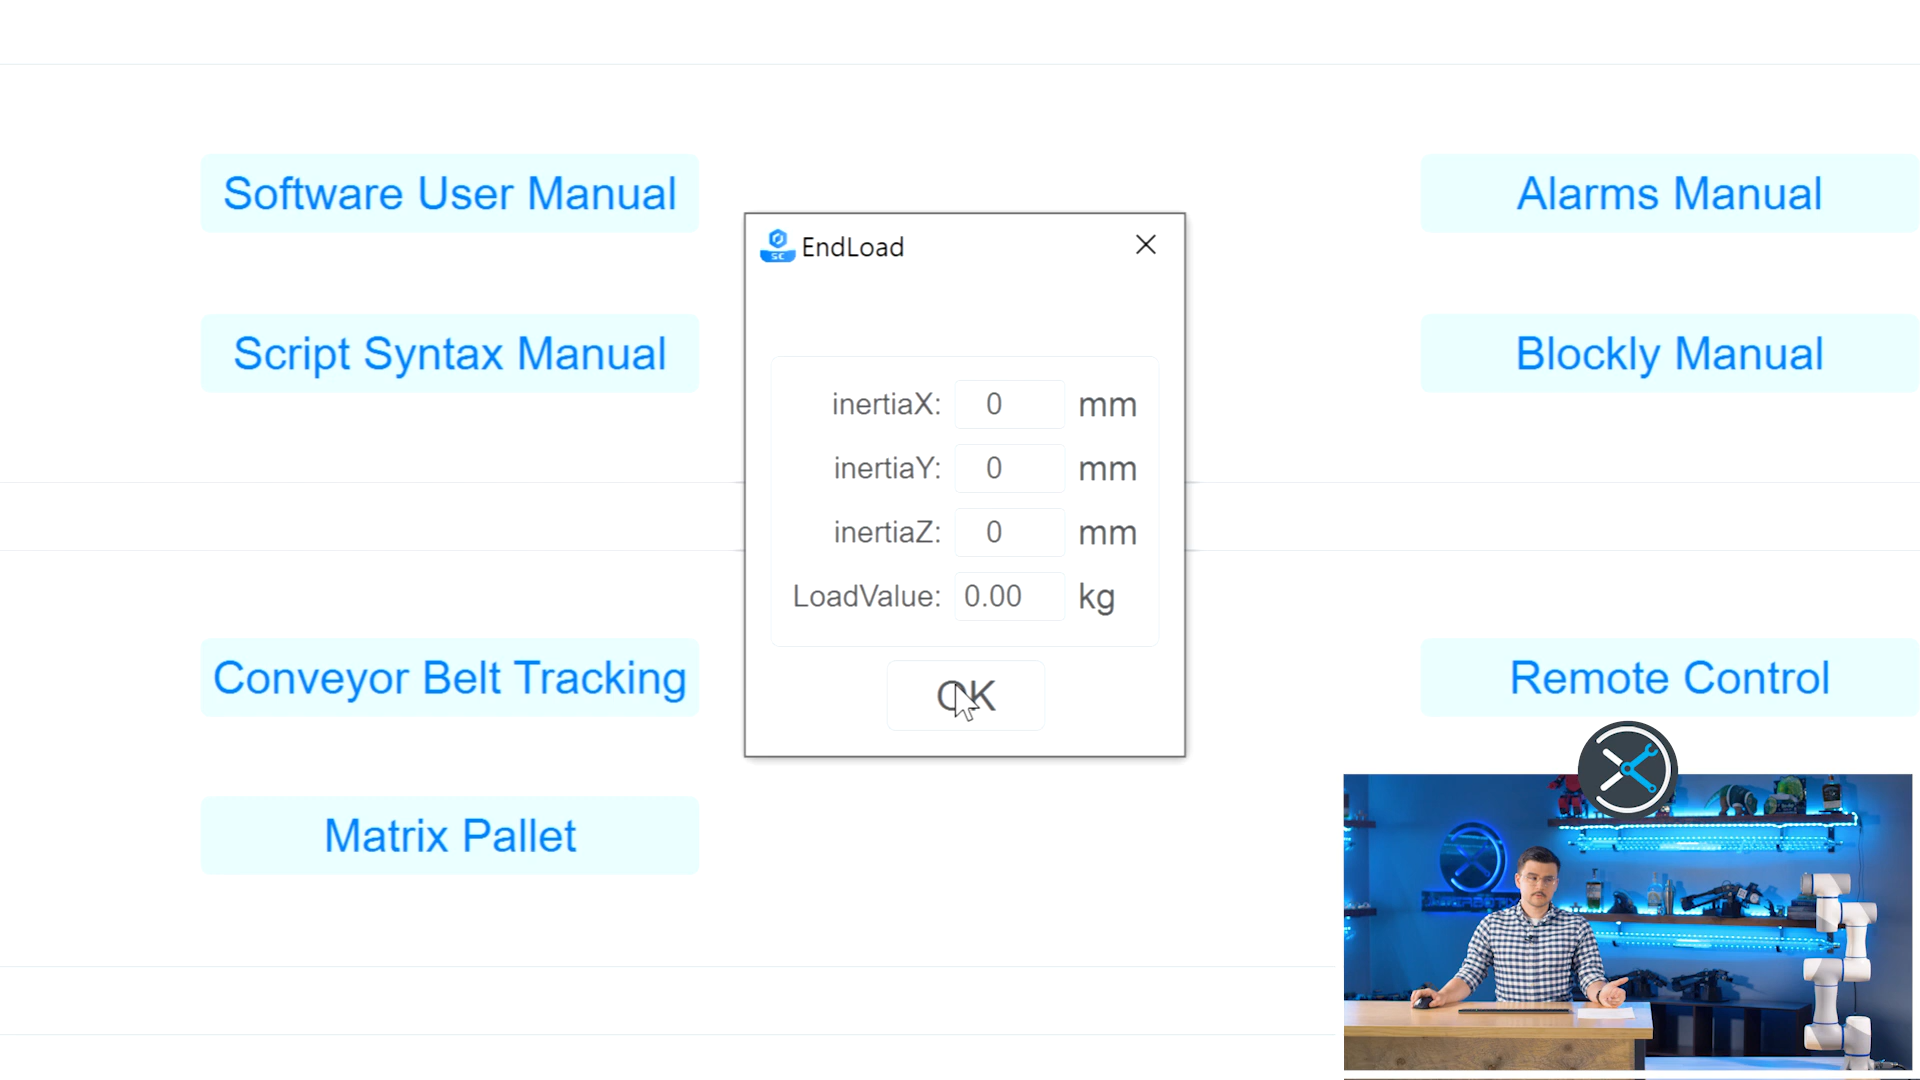 Software User Manual
Alarms Manual
Script Syntax Manual
Blockly Manual
Conveyor Belt Tracking
Remote Control
Matrix Pallet
SC
EndLoad
inertiaX: 0 mm
inertiaY: 0 mm
inertiaZ: 0 mm
LoadValue: 0.00 kg
OK